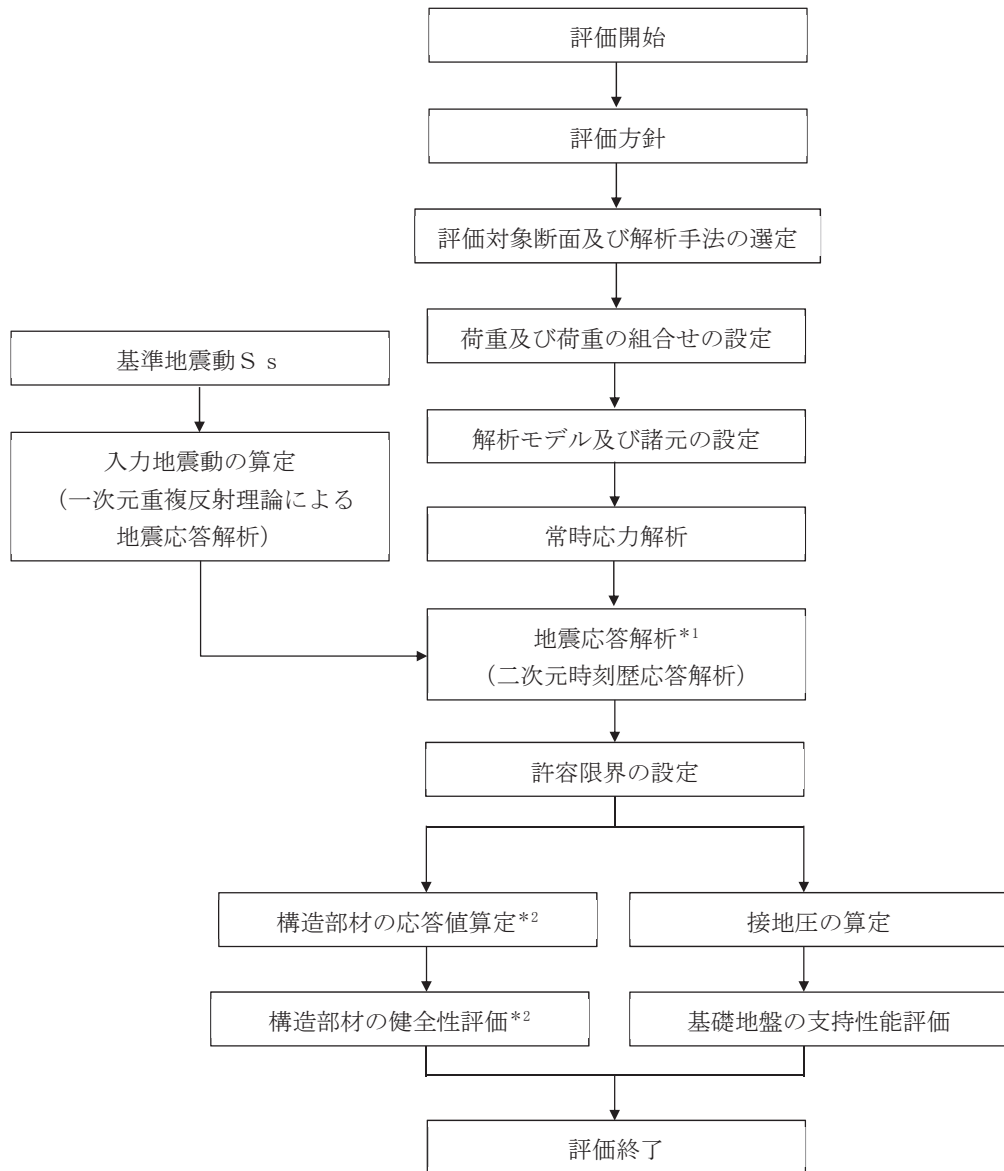 評価開始
評価方針
評価対象断面及び解析手法の選定
荷重及び荷重の組合せの設定
基準地震動Ｓｓ
解析モデル及び諸元の設定
入力地震動の算定
（一次元重複反射理論による
地震応答解析）
常時応力解析
地震応答解析*1
（二次元時刻歴応答解析）
許容限界の設定
構造部材の応答値算定*2
接地圧の算定
構造部材の健全性評価*2
基礎地盤の支持性能評価
評価終了